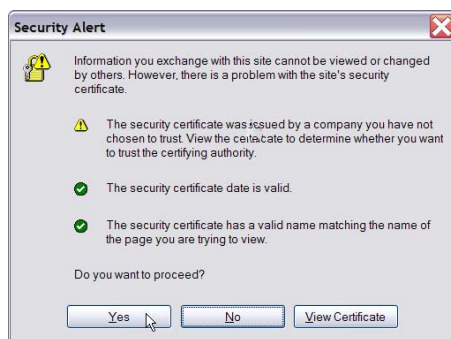 Security Alert
Information you exchange with this site cannot be viewed or changed
by others. However, there is a problem with the site's security
certificate.
The security certificate was issued by a company you have not
chosen to trust. View the certificate to determine whether you want
to trust the certifying authority.
The security certificate date is valid.
The security certificate has a valid name matching the name of
the page you are trying to view.
Do you want to proceed?
Yes
No
View Certificate